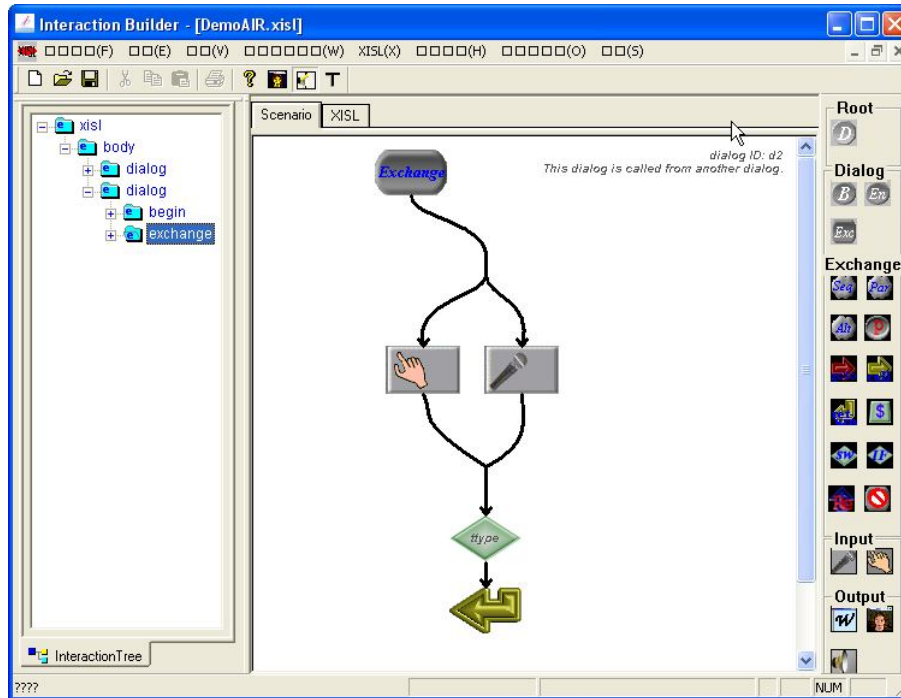 Interaction Builder - [DemoAIR.xisl]
□□□□(F) □□(E) □□(V) □□□□□□(W) XISL(X) □□□□(H) □□□□□(O) □□(S)
T
Scenario XISL
xisl
body
dialog
dialog
begin
exchange
InteractionTree
Exchange
dialog ID: d2
This dialog is called from another dialog.
ttype
Root
D
Dialog
B En
Exc
Exchange
Seq Par
Alt P
$
SW IF
Input
Output
W
????
NUM